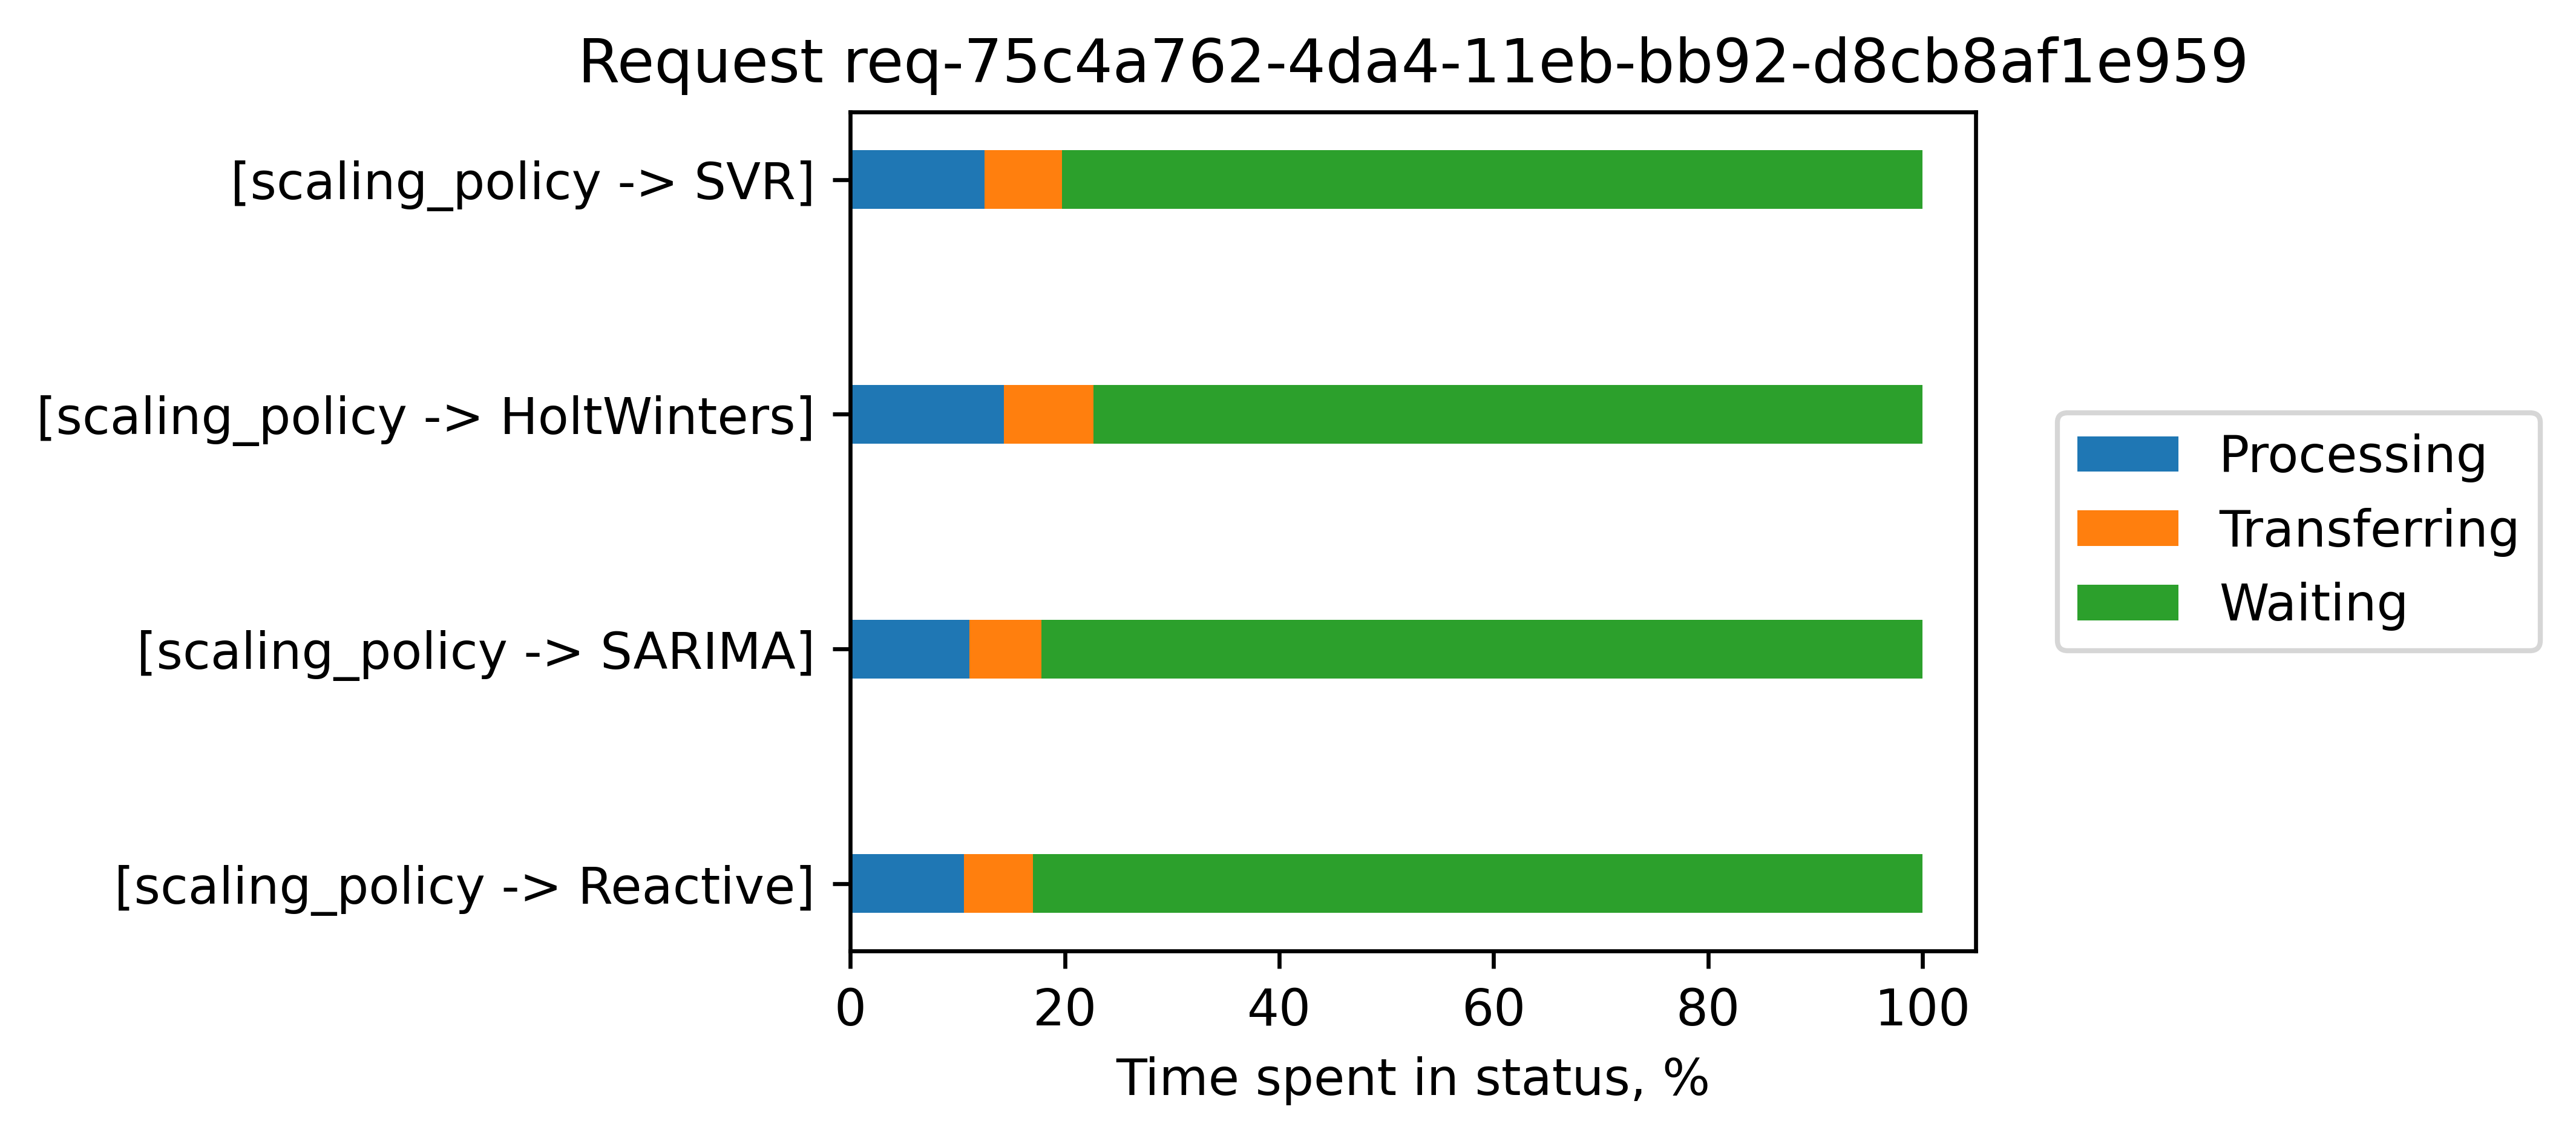 Request req-75c4a762-4da4-11eb-bb92-d8cb8af1e959
[scaling_policy -> SVR]
[scaling_policy -> HoltWinters]
[scaling_policy -> SARIMA]
[scaling_policy -> Reactive]
0 20 40 60 80 100
Time spent in status, %
Processing
Transferring
Waiting